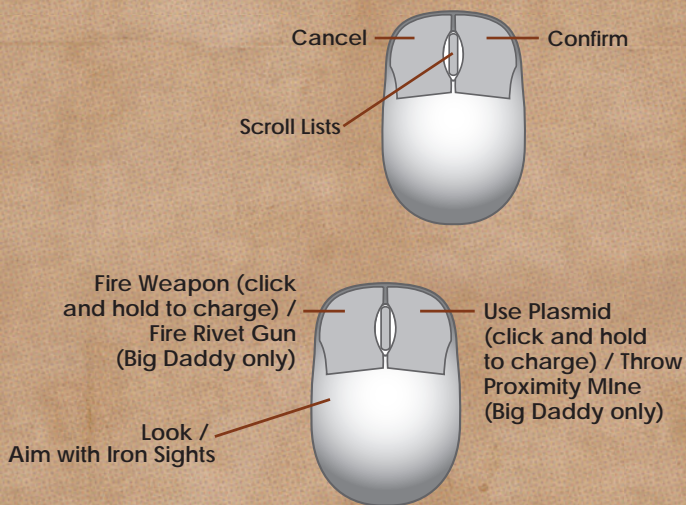 Cancel
Confirm
Scroll Lists
Fire Weapon (click
and hold to charge) /
Fire Rivet Gun
(Big Daddy only)
Use Plasmid
(click and hold
to charge) / Throw
Proximity MIne
(Big Daddy only)
Look /
Aim with Iron Sights